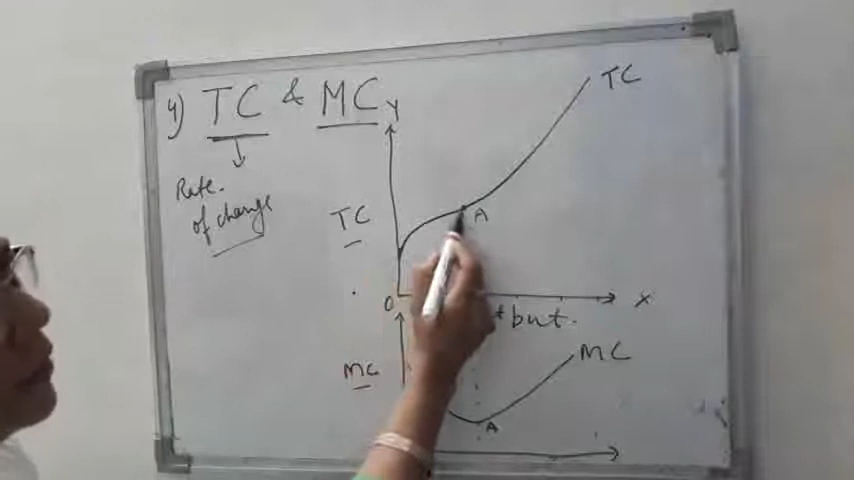 4) TC & MC
Rate.
of change
Y
TC
TC
A
O
X
MC
MC
A